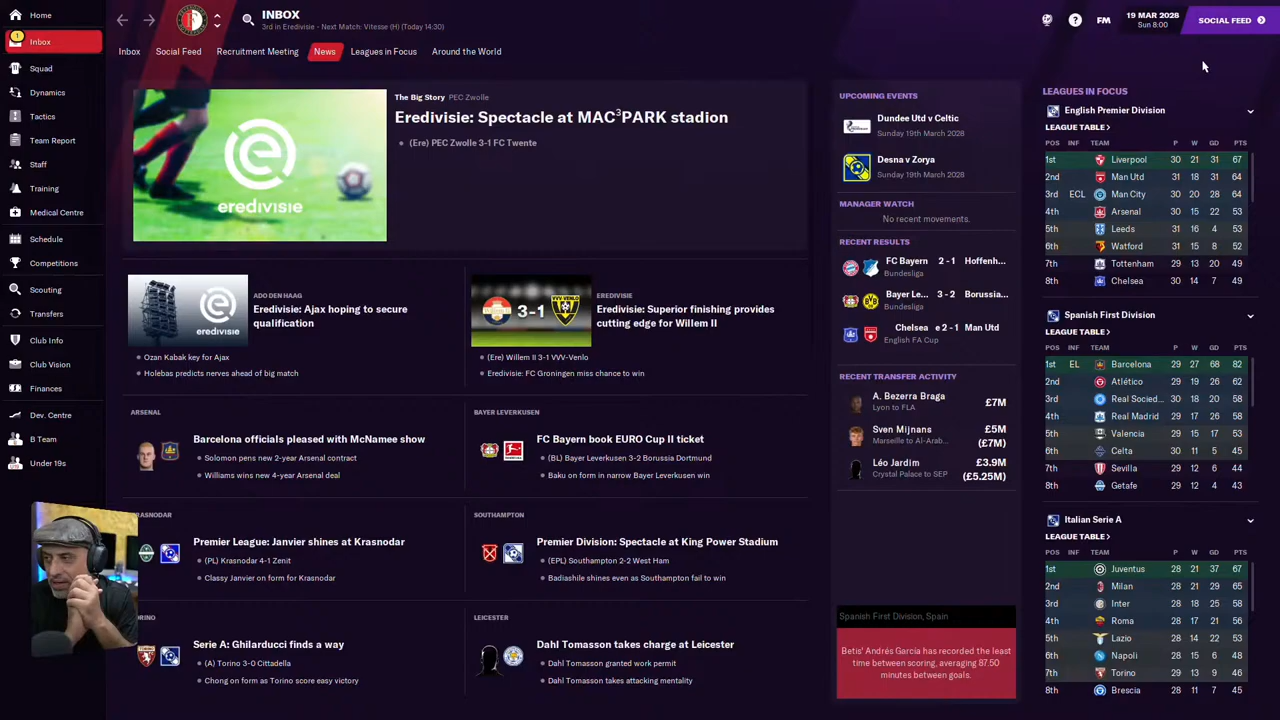 Home
Inbox
Squad
Dynamics
Tactics
Team Report
Staff
Training
Medical Centre
Schedule
Competitions
Scouting
Transfers
Club Info
Club Vision
Finances
Dev. Centre
B Team
Under 19s
1
INBOX
3rd in Eredivisie - Next Match: Vitesse (H) (Today 14:30)
FM
19 MAR 2028
Sun 8:00
SOCIAL FEED
Inbox Social Feed Recruitment Meeting News Leagues in Focus Around the World
eredivisie
The Big Story PEC Zwolle
Eredivisie: Spectacle at MAC³PARK stadion
(Ere) PEC Zwolle 3-1 FC Twente
eredivisie
ADO DEN HAAG
Eredivisie: Ajax hoping to secure
qualification
Ozan Kabak key for Ajax
Holebas predicts nerves ahead of big match
3-1
EREDIVISIE
Eredivisie: Superior finishing provides
cutting edge for Willem II
(Ere) Willem II 3-1 VVV-Venlo
Eredivisie: FC Groningen miss chance to win
ARSENAL
Barcelona officials pleased with McNamee show
Solomon pens new 2-year Arsenal contract
Williams wins new 4-year Arsenal deal
BAYER LEVERKUSEN
FC Bayern book EURO Cup II ticket
(BL) Bayer Leverkusen 3-2 Borussia Dortmund
Baku on form in narrow Bayer Leverkusen win
RASNODAR
Premier League: Janvier shines at Krasnodar
(PL) Krasnodar 4-1 Zenit
Classy Janvier on form for Krasnodar
SOUTHAMPTON
Premier Division: Spectacle at King Power Stadium
(EPL) Southampton 2-2 West Ham
Badiashile shines even as Southampton fail to win
ORINO
Serie A: Ghilarducci finds a way
(A) Torino 3-0 Cittadella
Chong on form as Torino score easy victory
LEICESTER
Dahl Tomasson takes charge at Leicester
Dahl Tomasson granted work permit
Dahl Tomasson takes attacking mentality
UPCOMING EVENTS
Dundee Utd v Celtic
Sunday 19th March 2028
Desna v Zorya
Sunday 19th March 2028
MANAGER WATCH
No recent movements.
RECENT RESULTS
FC Bayern 2 - 1 Hoffenh...
Bundesliga
Bayer Le... 3 - 2 Borussia...
Bundesliga
Chelsea e 2 - 1 Man Utd
English FA Cup
RECENT TRANSFER ACTIVITY
A. Bezerra Braga £7M
Lyon to FLA
Sven Mijnans £5M
Marseille to Al-Arab... (£7M)
Léo Jardim £3.9M
Crystal Palace to SEP (£5.25M)
Spanish First Division, Spain
Betis' Andrés García has recorded the least
time between scoring, averaging 87.50
minutes between goals.
LEAGUES IN FOCUS
English Premier Division
LEAGUE TABLE
POS INF TEAM P W GD PTS
1st Liverpool 30 21 31 67
2nd Man Utd 31 18 31 64
3rd ECL Man City 30 20 28 64
4th Arsenal 30 15 22 53
5th Leeds 31 16 4 53
6th Watford 31 15 8 52
7th Tottenham 30 13 20 49
8th Chelsea 30 14 7 49
Spanish First Division
LEAGUE TABLE
POS INF TEAM P W GD PTS
1st EL Barcelona 29 27 68 82
2nd Atlético 29 19 26 62
3rd Real Socied... 30 18 20 58
4th Real Madrid 29 17 26 58
5th Valencia 29 15 17 53
6th Celta 30 11 5 45
7th Sevilla 29 12 6 44
8th Getafe 29 12 4 43
Italian Serie A
LEAGUE TABLE
POS INF TEAM P W GD PTS
1st Juventus 28 21 37 67
2nd Milan 28 21 29 65
3rd Inter 28 18 25 58
4th Roma 28 17 21 56
5th Lazio 28 14 22 53
6th Napoli 28 15 6 48
7th Torino 29 13 9 46
8th Brescia 28 11 7 45